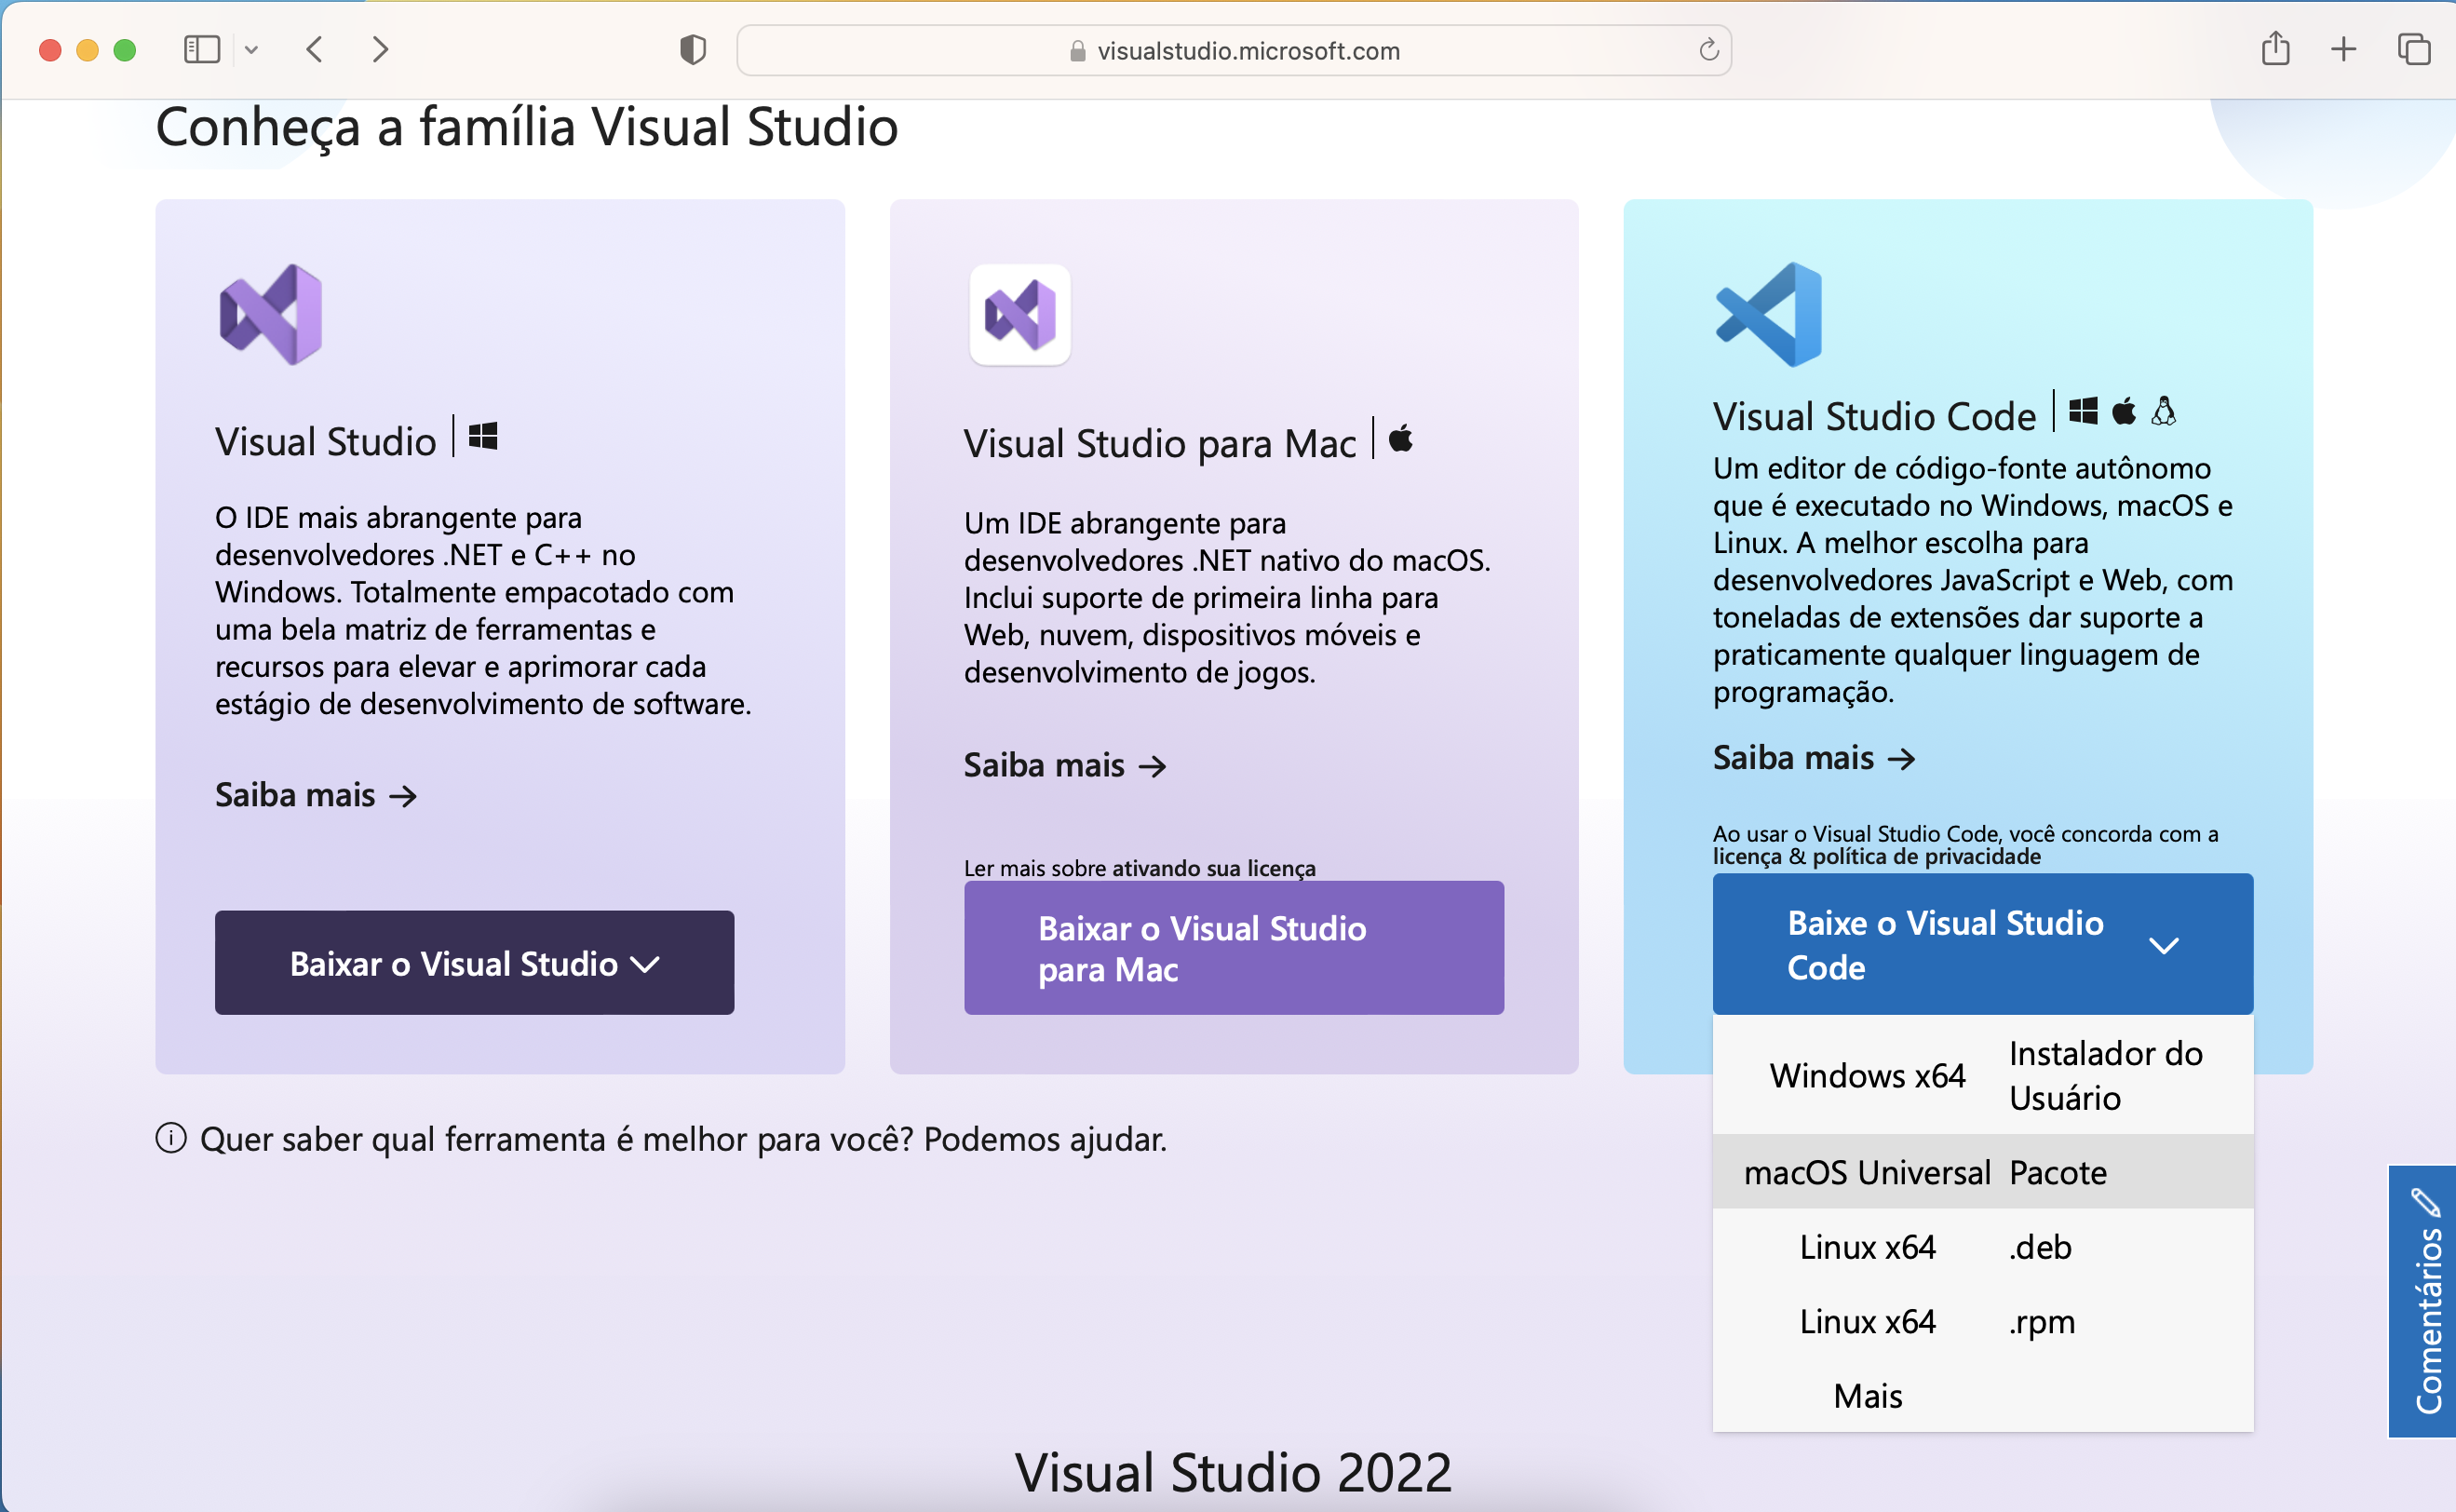 visualstudio.microsoft.com
Conheça a família Visual Studio
Visual Studio
O IDE mais abrangente para
desenvolvedores .NET e C++ no
Windows. Totalmente empacotado com
uma bela matriz de ferramentas e
recursos para elevar e aprimorar cada
estágio de desenvolvimento de software.
Saiba mais
Baixar o Visual Studio
Visual Studio para Mac
Um IDE abrangente para
desenvolvedores .NET nativo do macOS.
Inclui suporte de primeira linha para
Web, nuvem, dispositivos móveis e
desenvolvimento de jogos.
Saiba mais
Ler mais sobre ativando sua licença
Baixar o Visual Studio
para Mac
Visual Studio Code
Um editor de código-fonte autônomo
que é executado no Windows, macOS e
Linux. A melhor escolha para
desenvolvedores JavaScript e Web, com
toneladas de extensões dar suporte a
praticamente qualquer linguagem de
programação.
Saiba mais
Ao usar o Visual Studio Code, você concorda com a
licença & política de privacidade
Baixe o Visual Studio
Code
Windows x64 Instalador do
Usuário
macOS Universal Pacote
Linux x64 .deb
Linux x64 .rpm
Mais
Quer saber qual ferramenta é melhor para você? Podemos ajudar.
Comentários
Visual Studio 2022